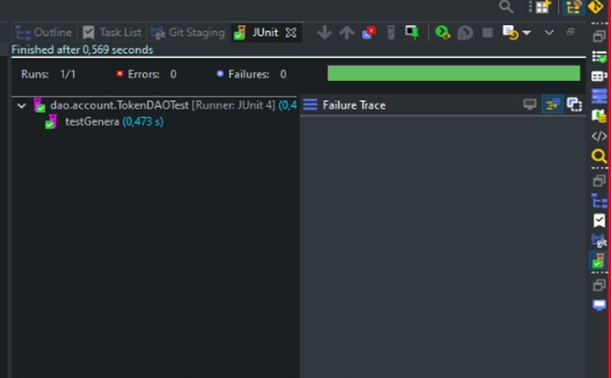 Outline Task List Git Staging JUnit
Finished after 0,569 seconds
Runs: 1/1 Errors: 0 Failures: 0
dao.account.TokenDAOTest [Runner: JUnit 4] (0,4
Failure Trace
testGenera (0,473 s)